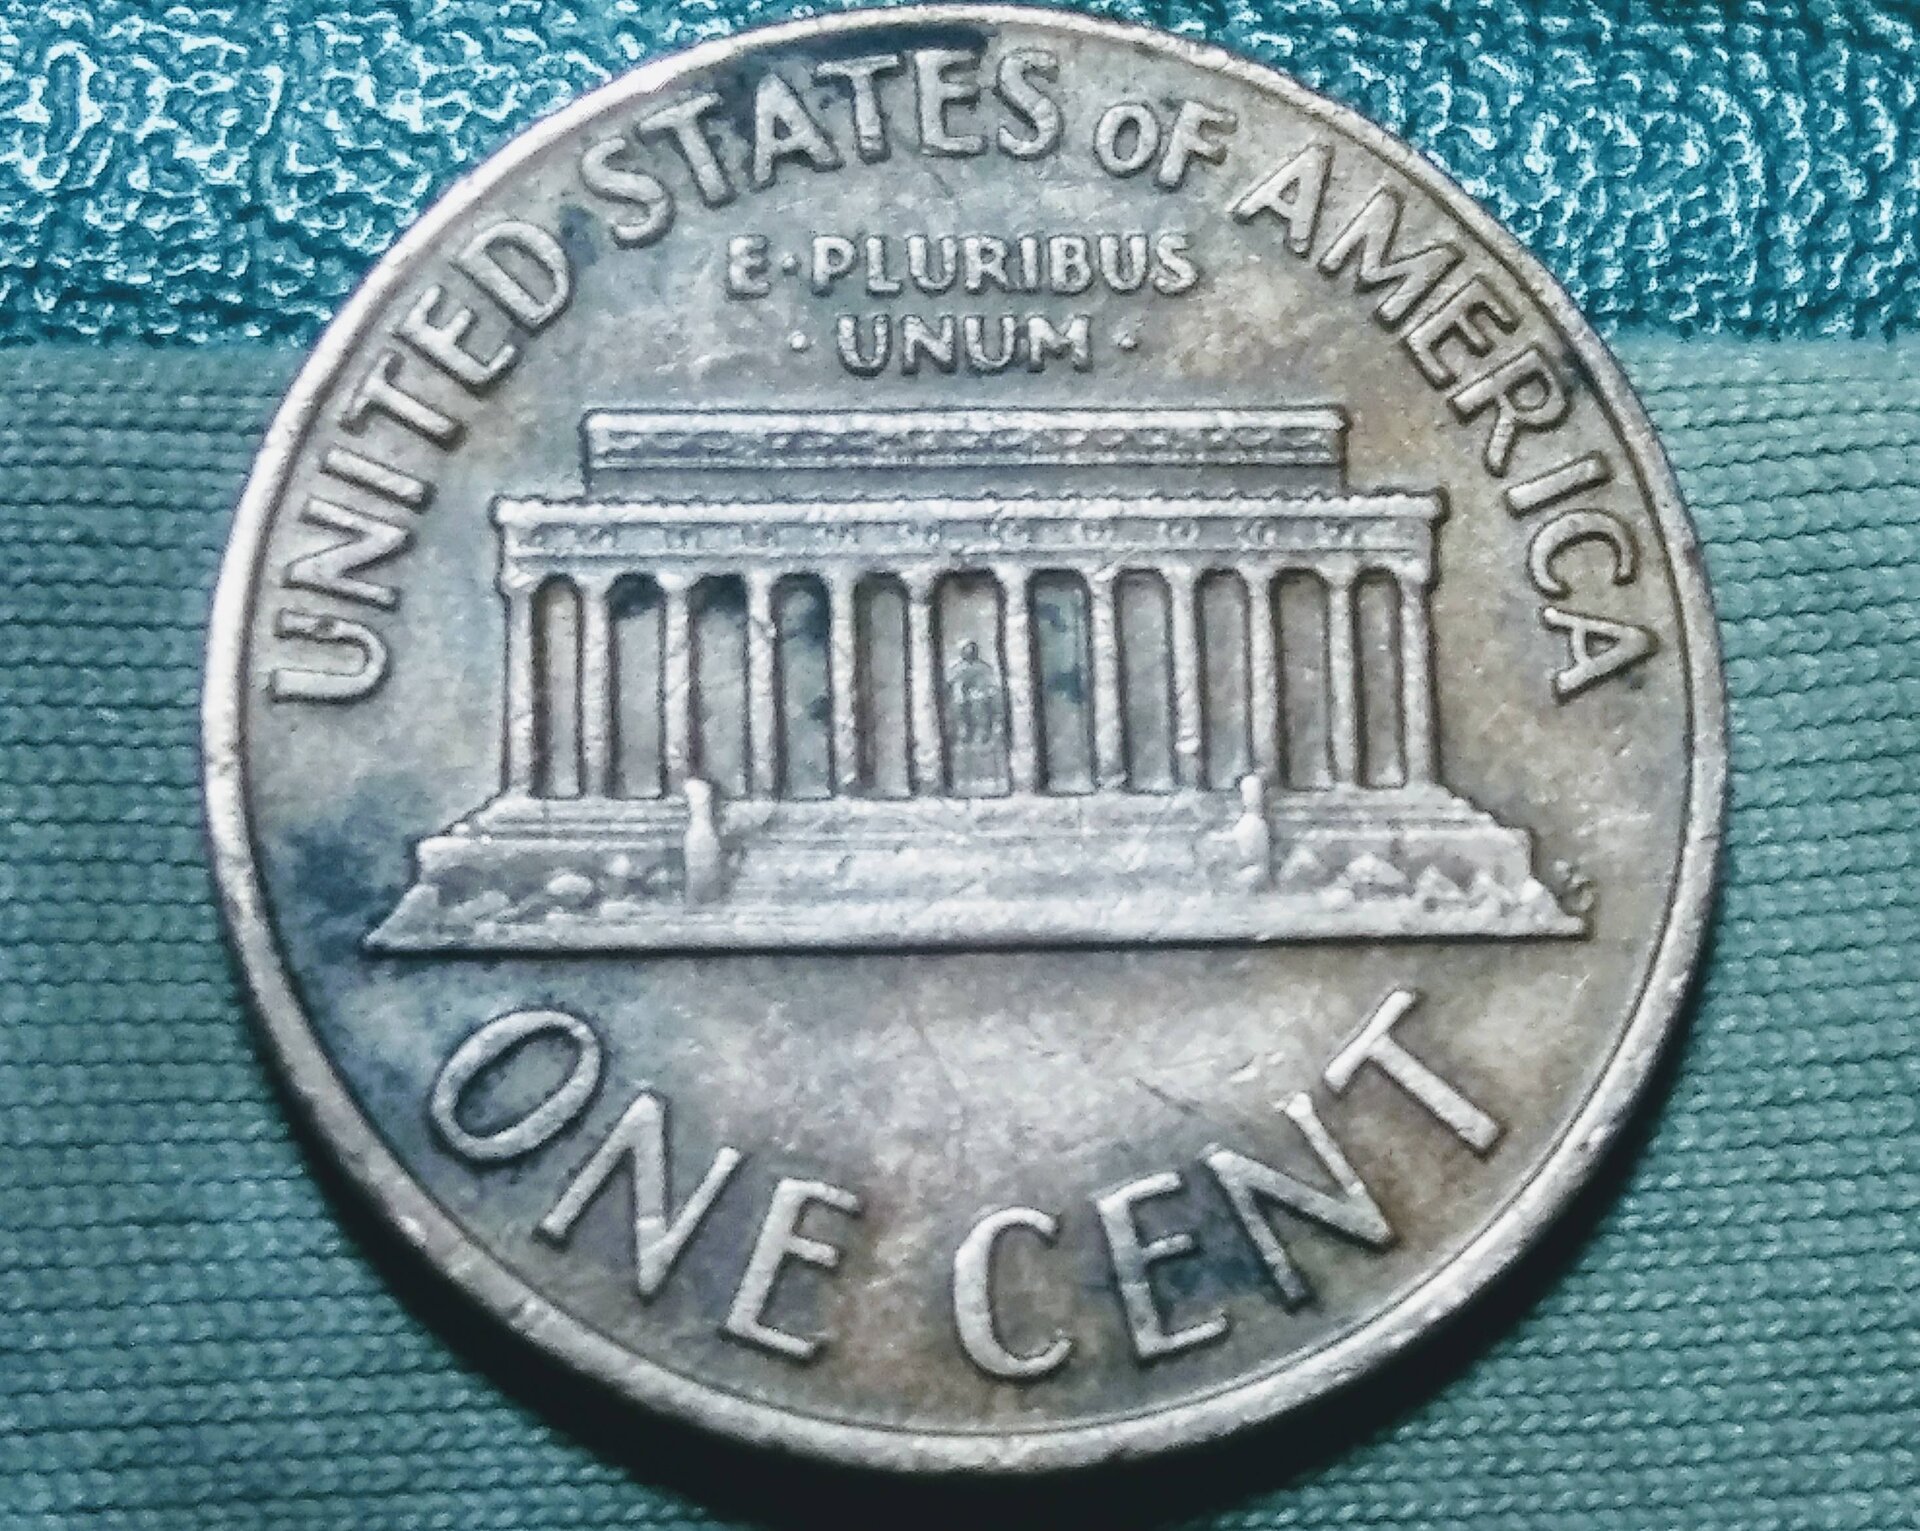 UNITED STATES OF AMERICA
E·PLURIBUS
·UNUM·
ONE CENT